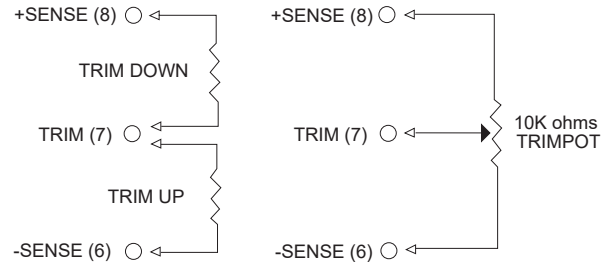 +SENSE (8)
TRIM DOWN
TRIM (7)
TRIM UP
-SENSE (6)
+SENSE (8)
TRIM (7)
10K ohms
TRIMPOT
-SENSE (6)